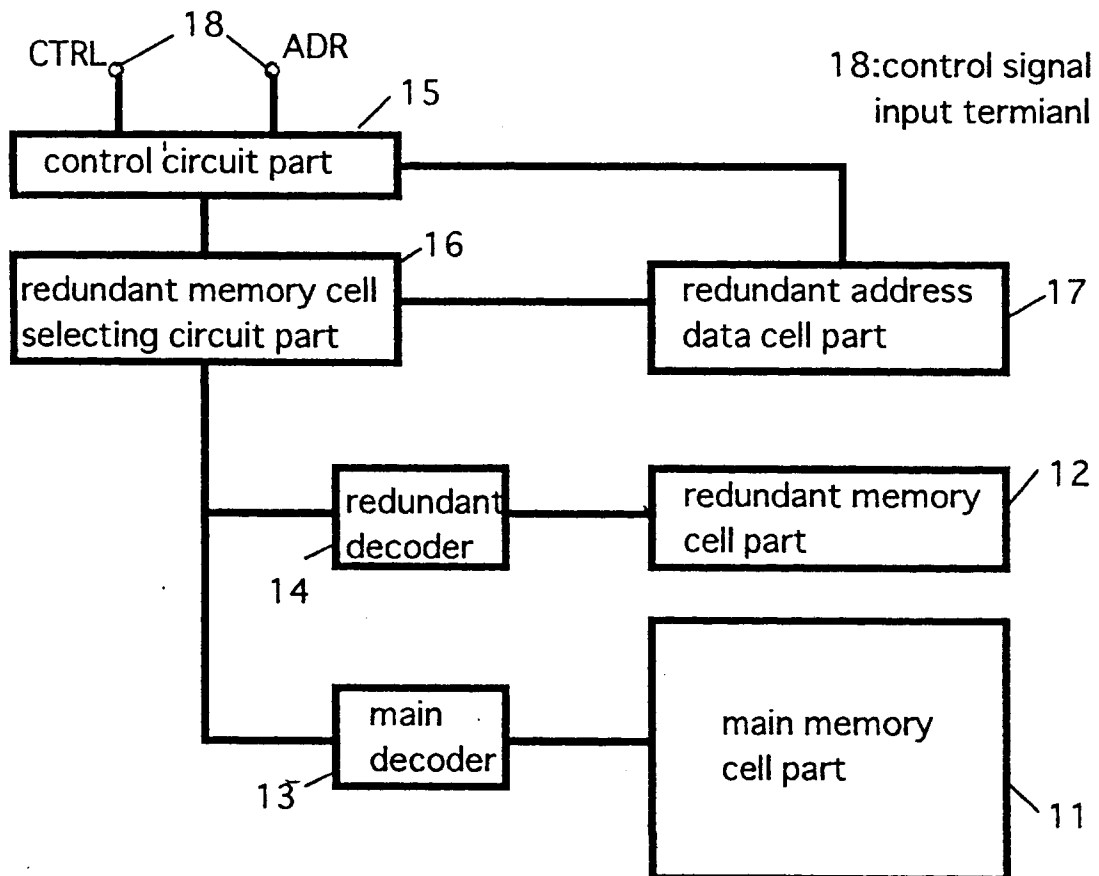 18
CTRL
ADR
18:control signal
input termianl
15
control circuit part
16
redundant memory cell
selecting circuit part
redundant address
data cell part
17
redundant
decoder
14
redundant memory
cell part
12
main
decoder
13
main memory
cell part
11